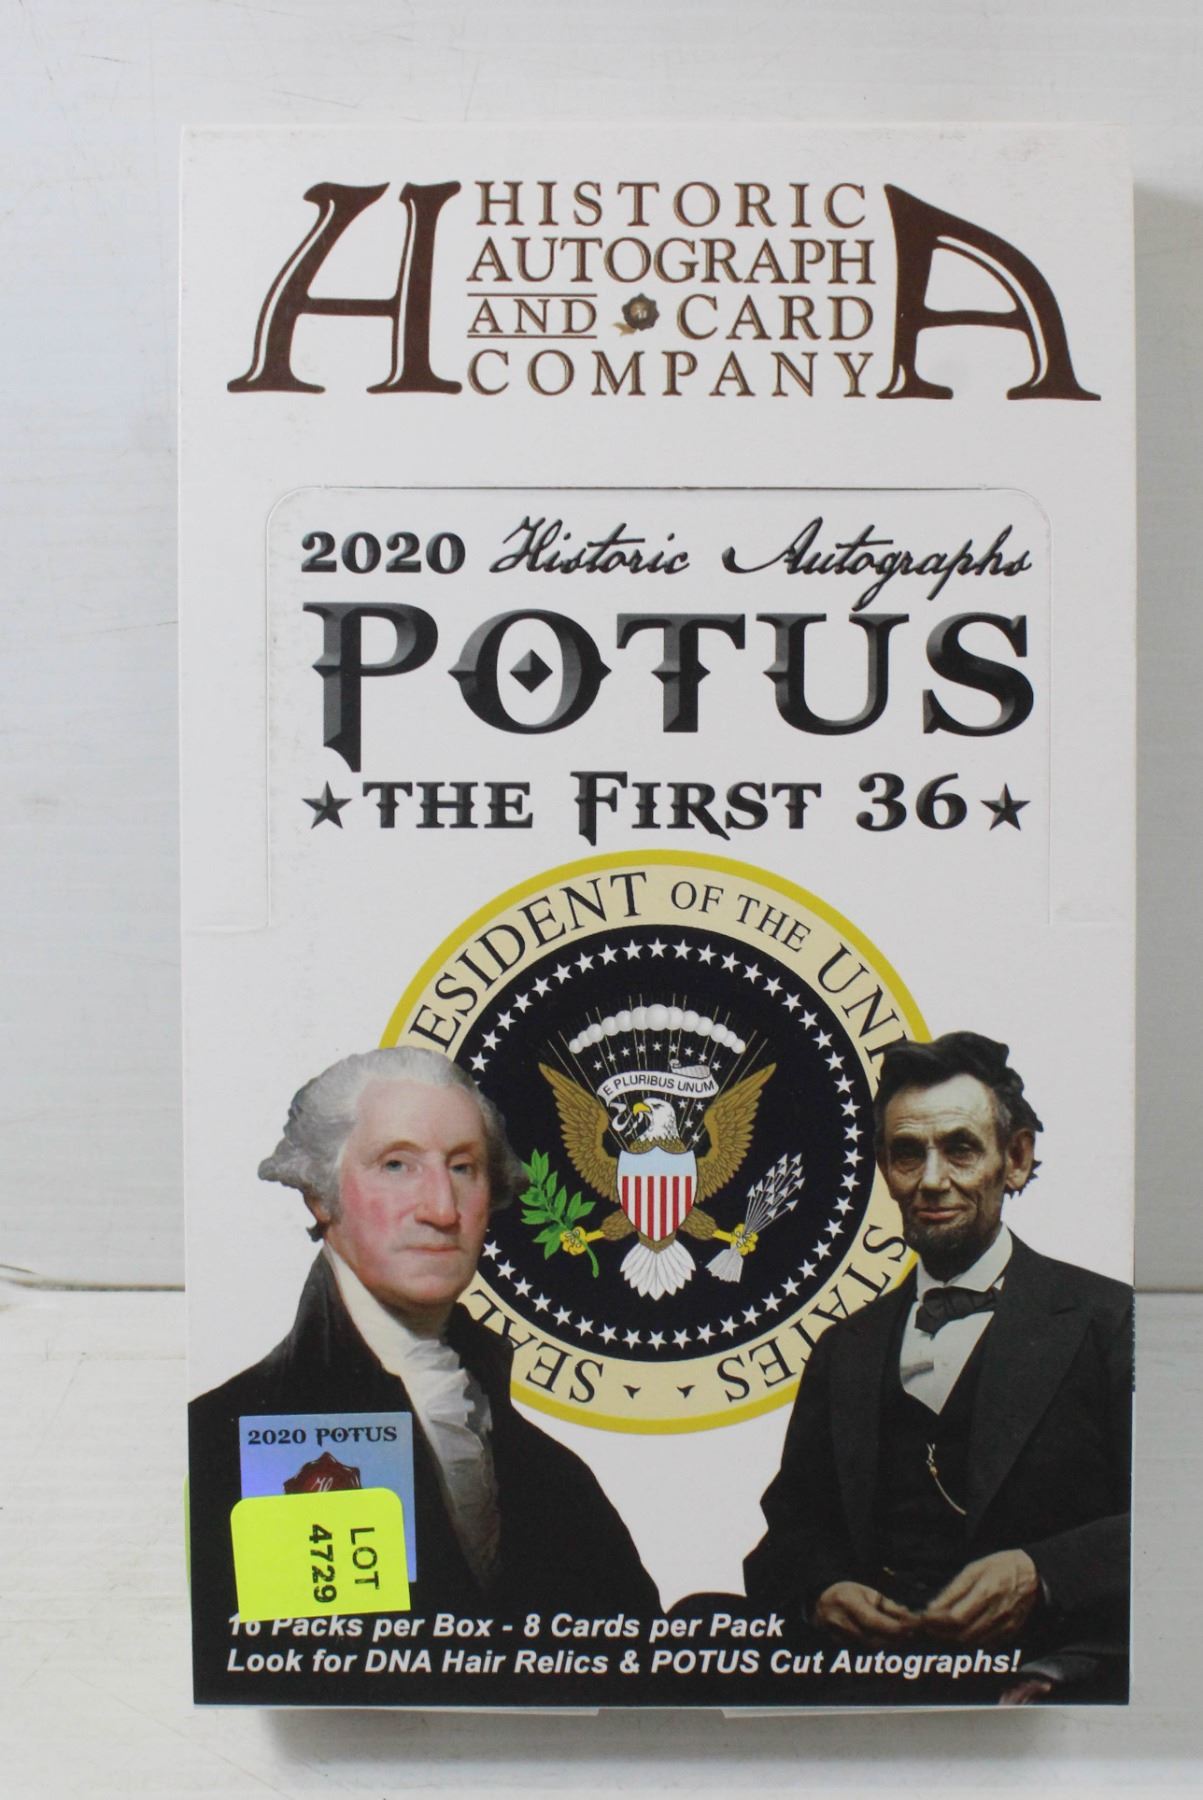 HISTORIC
AUTOGRAPH
AND CARD
COMPANY
H A
2020 Historic Autographs
POTUS
★ THE FIRST 36 ★
ESIDENT OF THE UNI
STATES
SEAL
E PLURIBUS UNUM
2020 POTUS
LOT
4729
16 Packs per Box - 8 Cards per Pack
Look for DNA Hair Relics & POTUS Cut Autographs!